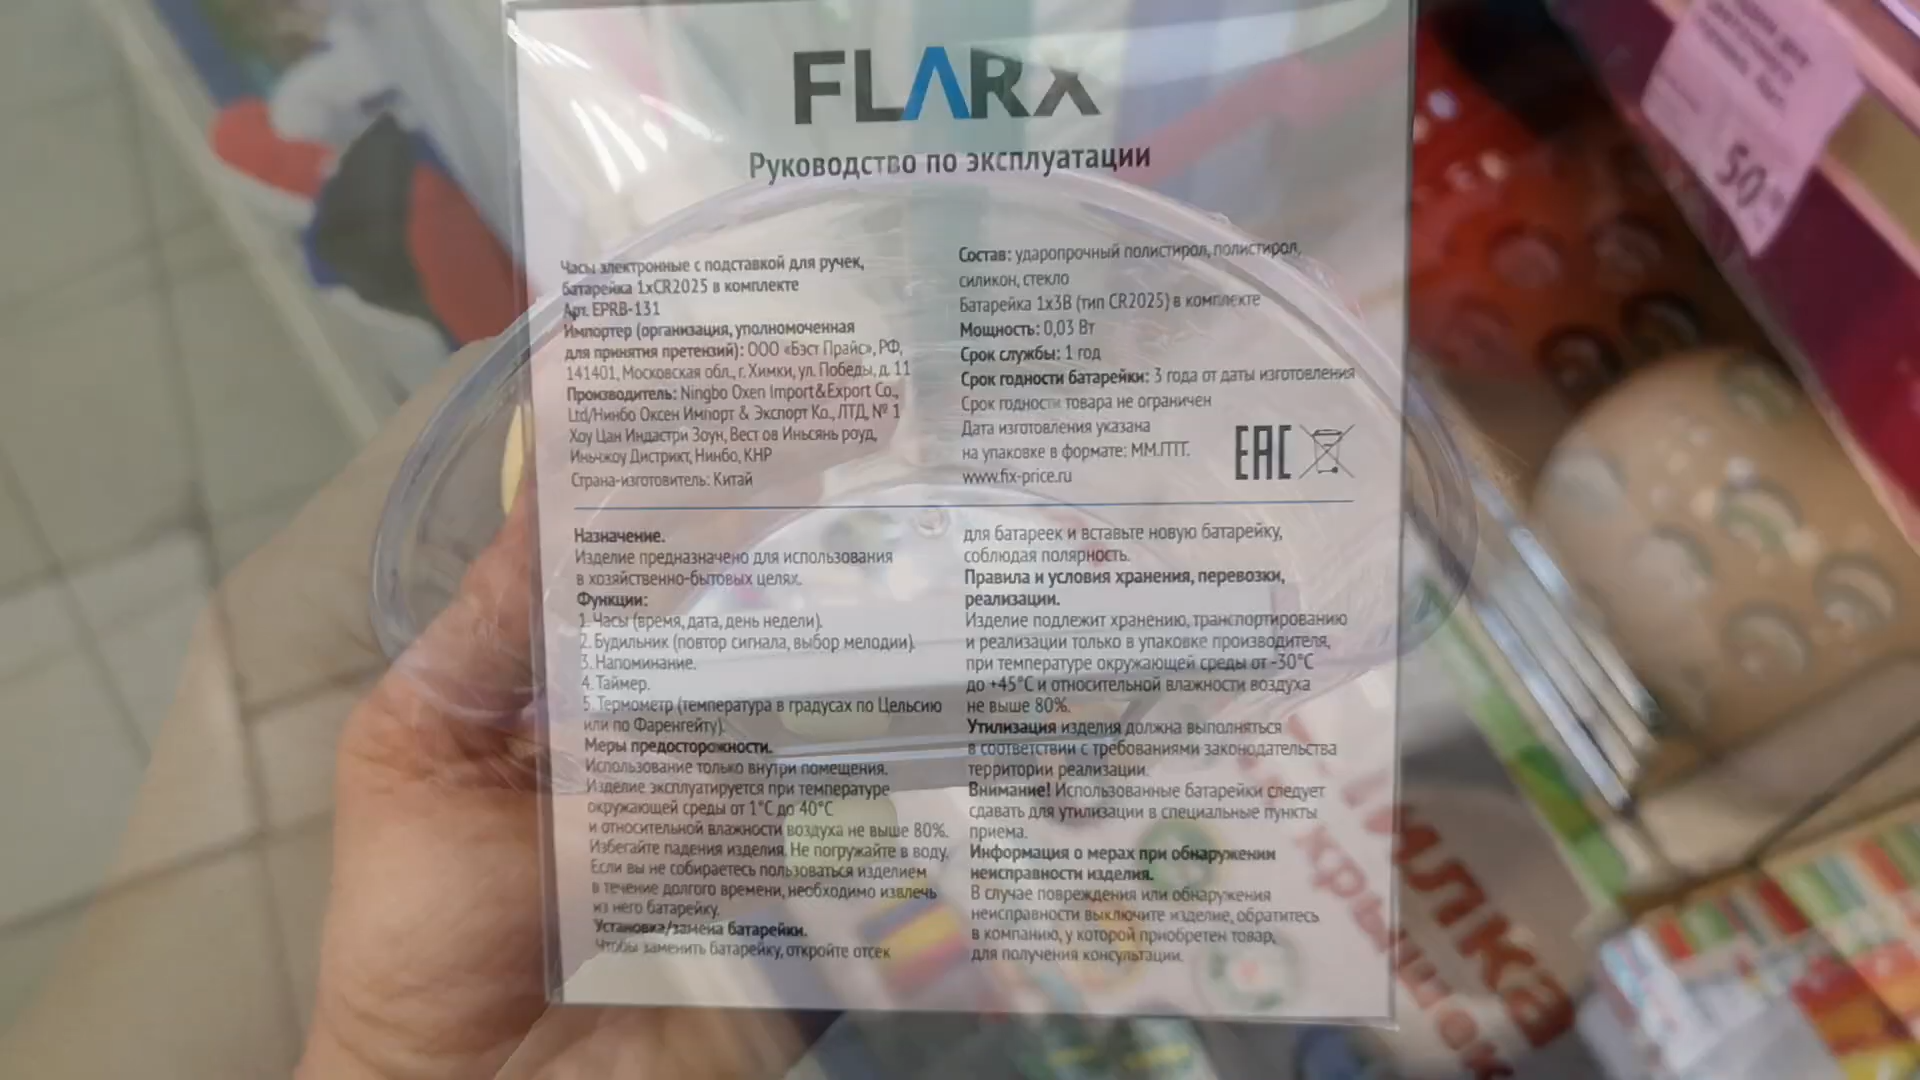 FLARX
Руководство по эксплуатации
Часы электронные с подставкой для ручек,
батарейка 1xCR2025 в комплекте
Арт. EPRB-131
Импортер (организация, уполномоченная
для принятия претензий): ООО «Бэст Прайс», РФ,
141401, Московская обл., г. Химки, ул. Победы, д. 11
Производитель: Ningbo Oxen Import&Export Co.,
Ltd/Нинбо Оксен Импорт & Экспорт Ко., ЛТД, № 1
Хоу Цан Индастри Зоун, Вест ов Иньсянь роуд,
Иньчжоу Дистрикт, Нинбо, КНР
Страна-изготовитель: Китай
Состав: ударопрочный полистирол, полистирол,
силикон, стекло
Батарейка 1x3В (тип CR2025) в комплекте
Мощность: 0,03 Вт
Срок службы: 1 год
Срок годности батарейки: 3 года от даты изготовления
Срок годности товара не ограничен
Дата изготовления указана
на упаковке в формате: ММ.ГГГГ.
www.fix-price.ru
EAC
Назначение.
Изделие предназначено для использования
в хозяйственно-бытовых целях.
Функции:
1. Часы (время, дата, день недели).
2. Будильник (повтор сигнала, выбор мелодии).
3. Напоминание.
4. Таймер.
5. Термометр (температура в градусах по Цельсию
или по Фаренгейту).
Меры предосторожности.
Использование только внутри помещения.
Изделие эксплуатируется при температуре
окружающей среды от 1°С до 40°С
и относительной влажности воздуха не выше 80%.
Избегайте падения изделия. Не погружайте в воду.
Если вы не собираетесь пользоваться изделием
в течение долгого времени, необходимо извлечь
из него батарейку.
Установка/замена батарейки.
Чтобы заменить батарейку, откройте отсек
для батареек и вставьте новую батарейку,
соблюдая полярность.
Правила и условия хранения, перевозки,
реализации.
Изделие подлежит хранению, транспортированию
и реализации только в упаковке производителя,
при температуре окружающей среды от -30°С
до +45°С и относительной влажности воздуха
не выше 80%.
Утилизация изделия должна выполняться
в соответствии с требованиями законодательства
территории реализации.
Внимание! Использованные батарейки следует
сдавать для утилизации в специальные пункты
приема.
Информация о мерах при обнаружении
неисправности изделия.
В случае повреждения или обнаружения
неисправности выключите изделие, обратитесь
в компанию, у которой приобретен товар,
для получения консультации.
50